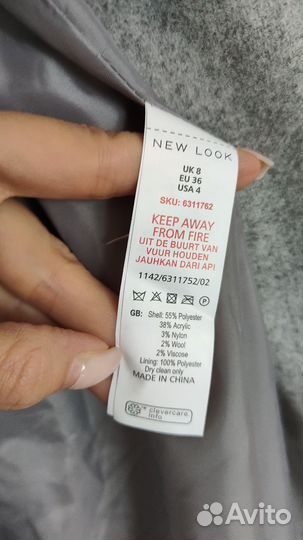 NEW LOOK
UK 8
EU 36
USA 4
SKU: 6311762
KEEP AWAY
FROM FIRE
UIT DE BUURT VAN
VUUR HOUDEN
JAUHKAN DARI API
1142/6311752/02
P
GB: Shell: 55% Polyester
38% Acrylic
3% Nylon
2% Wool
2% Viscose
Lining: 100% Polyester
Dry clean only
MADE IN CHINA
clevercare.
info
Avito